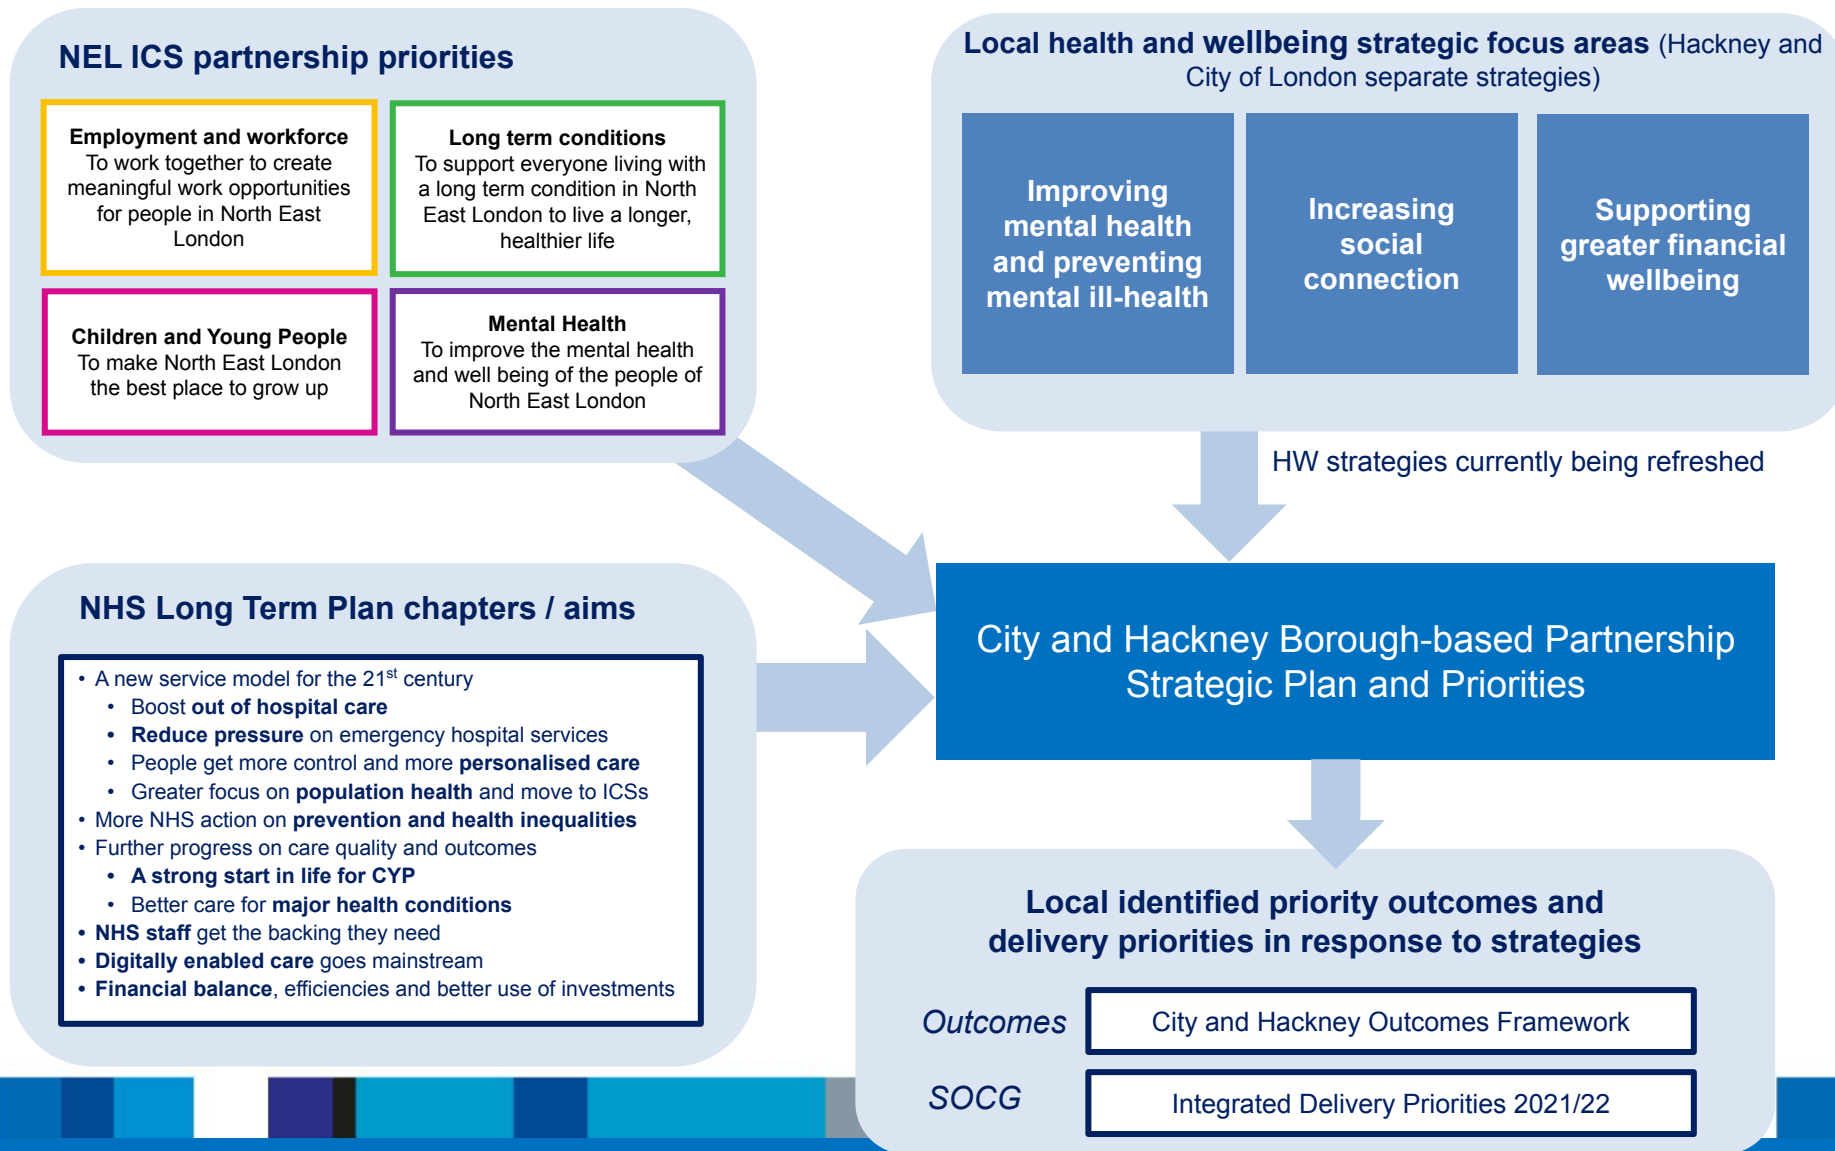 NEL ICS partnership priorities
Employment and workforce
To work together to create
meaningful work opportunities
for people in North East
London
Long term conditions
To support everyone living with
a long term condition in North
East London to live a longer,
healthier life
Children and Young People
To make North East London
the best place to grow up
Mental Health
To improve the mental health
and well being of the people of
North East London
Local health and wellbeing strategic focus areas (Hackney and
City of London separate strategies)
Improving
mental health
and preventing
mental ill-health
Increasing
social
connection
Supporting
greater financial
wellbeing
HW strategies currently being refreshed
NHS Long Term Plan chapters / aims
• A new service model for the 21st century
• Boost out of hospital care
• Reduce pressure on emergency hospital services
• People get more control and more personalised care
• Greater focus on population health and move to ICSs
• More NHS action on prevention and health inequalities
• Further progress on care quality and outcomes
• A strong start in life for CYP
• Better care for major health conditions
• NHS staff get the backing they need
• Digitally enabled care goes mainstream
• Financial balance, efficiencies and better use of investments
City and Hackney Borough-based Partnership
Strategic Plan and Priorities
Local identified priority outcomes and
delivery priorities in response to strategies
Outcomes
City and Hackney Outcomes Framework
SOCG
Integrated Delivery Priorities 2021/22